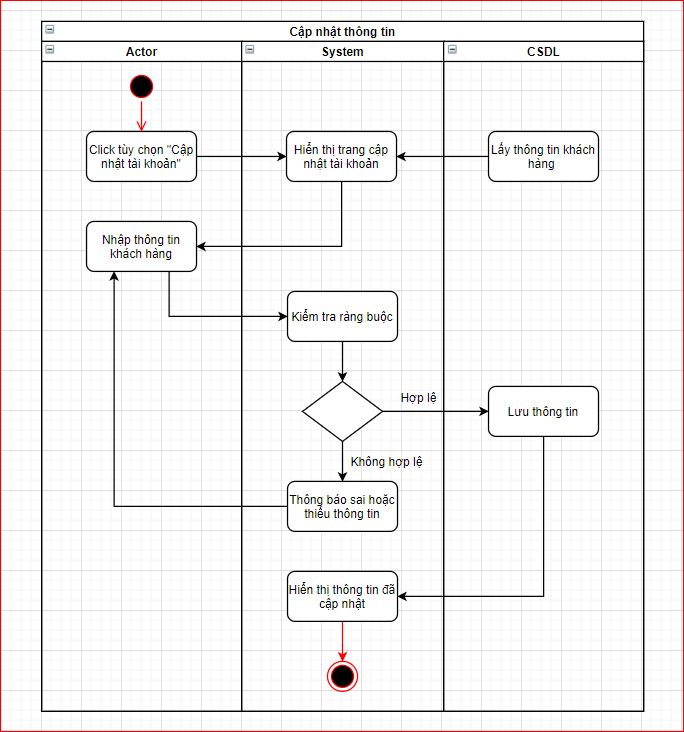 Cập nhật thông tin
Actor
System
CSDL
Click tùy chọn "Cập
nhật tài khoản"
Hiển thị trang cập
nhật tài khoản
Lấy thông tin khách
hàng
Nhập thông tin
khách hàng
Kiểm tra ràng buộc
Hợp lệ
Lưu thông tin
Không hợp lệ
Thông báo sai hoặc
thiếu thông tin
Hiển thị thông tin đã
cập nhật